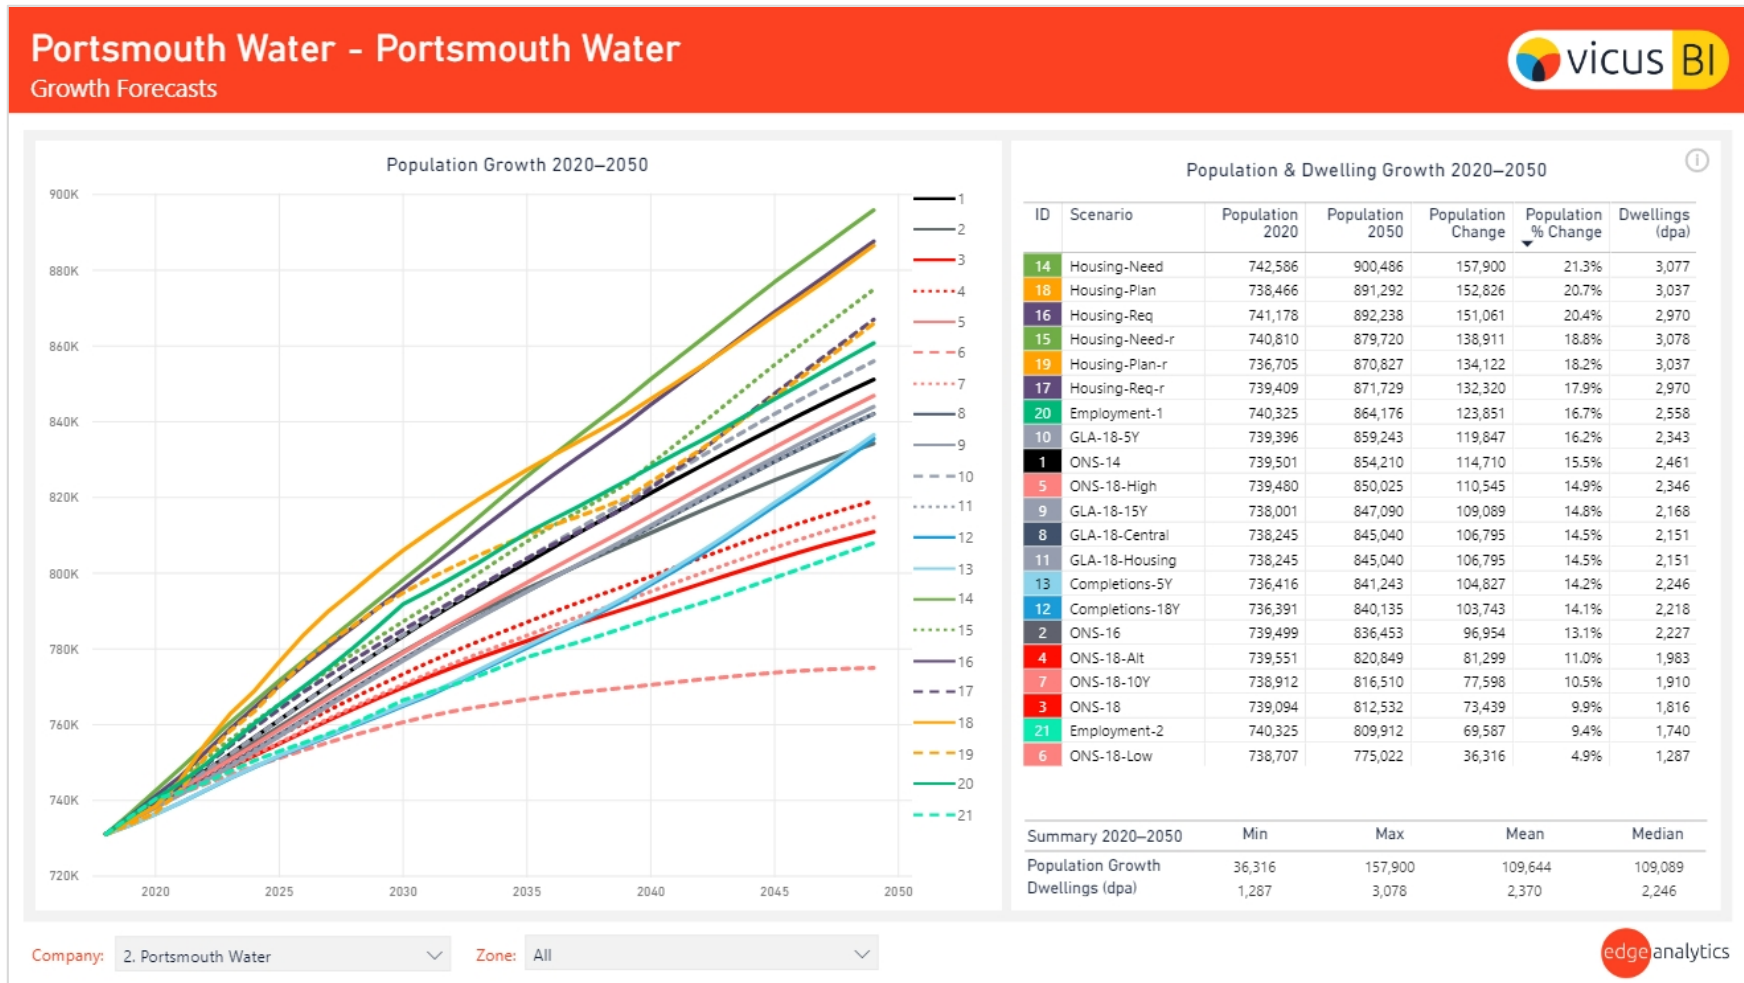 Portsmouth Water - Portsmouth Water
Growth Forecasts
vicus BI
Population Growth 2020–2050
900K
880K
860K
840K
820K
800K
780K
760K
740K
720K
2020 2025 2030 2035 2040 2045 2050
1
2
3
4
5
6
7
8
9
10
11
12
13
14
15
16
17
18
19
20
21
Population & Dwelling Growth 2020–2050
i
ID Scenario Population 2020 Population 2050 Population Change Population % Change Dwellings (dpa)
14 Housing-Need 742,586 900,486 157,900 21.3% 3,077
18 Housing-Plan 738,466 891,292 152,826 20.7% 3,037
16 Housing-Req 741,178 892,238 151,061 20.4% 2,970
15 Housing-Need-r 740,810 879,720 138,911 18.8% 3,078
19 Housing-Plan-r 736,705 870,827 134,122 18.2% 3,037
17 Housing-Req-r 739,409 871,729 132,320 17.9% 2,970
20 Employment-1 740,325 864,176 123,851 16.7% 2,558
10 GLA-18-5Y 739,396 859,243 119,847 16.2% 2,343
1 ONS-14 739,501 854,210 114,710 15.5% 2,461
5 ONS-18-High 739,480 850,025 110,545 14.9% 2,346
9 GLA-18-15Y 738,001 847,090 109,089 14.8% 2,168
8 GLA-18-Central 738,245 845,040 106,795 14.5% 2,151
11 GLA-18-Housing 738,245 845,040 106,795 14.5% 2,151
13 Completions-5Y 736,416 841,243 104,827 14.2% 2,246
12 Completions-18Y 736,391 840,135 103,743 14.1% 2,218
2 ONS-16 739,499 836,453 96,954 13.1% 2,227
4 ONS-18-Alt 739,551 820,849 81,299 11.0% 1,983
7 ONS-18-10Y 738,912 816,510 77,598 10.5% 1,910
3 ONS-18 739,094 812,532 73,439 9.9% 1,816
21 Employment-2 740,325 809,912 69,587 9.4% 1,740
6 ONS-18-Low 738,707 775,022 36,316 4.9% 1,287
Summary 2020–2050 Min Max Mean Median
Population Growth 36,316 157,900 109,644 109,089
Dwellings (dpa) 1,287 3,078 2,370 2,246
Company: 2. Portsmouth Water Zone: All
edge analytics